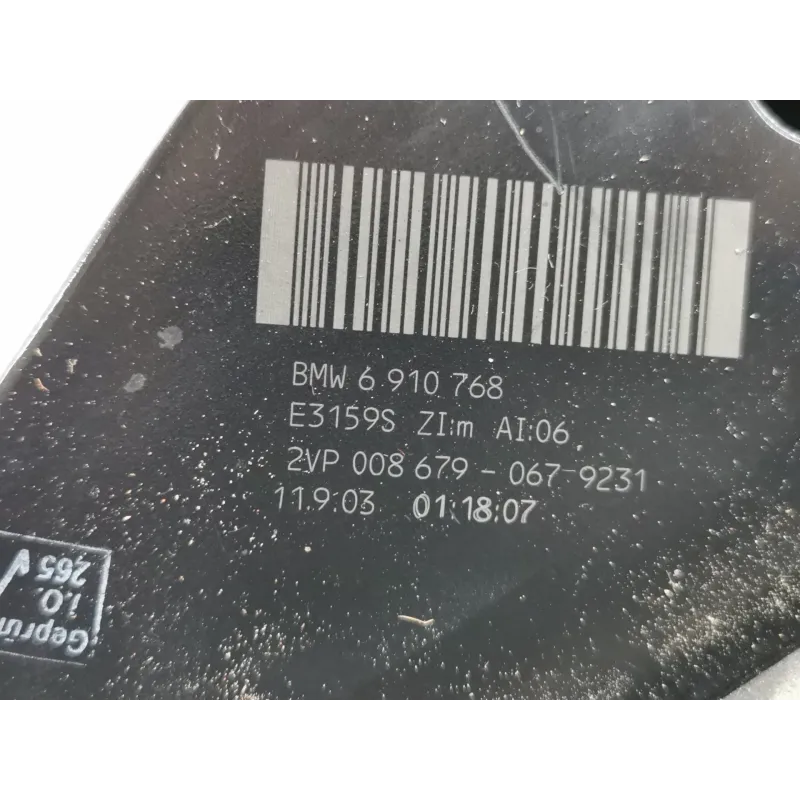 BMW 6 910 768
E3159S ZI:m AI:06
2VP 008 679 - 067-9231
11.9.03 01:18:07
265
i.O.